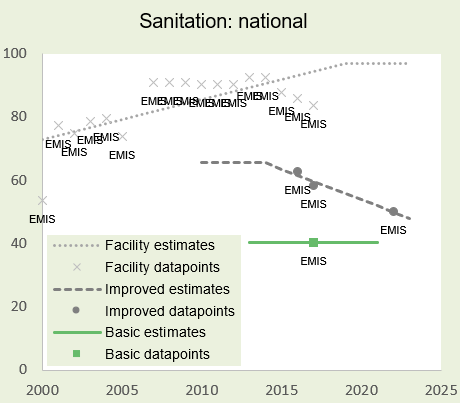 Sanitation: national
100
EMIS EMIS
EMIS EMIS EMIS EMIS EMIS EMIS
EMIS
80
EMIS
EMIS
EMIS EMIS EMIS
EMIS EMIS
60
EMIS
EMIS
EMIS
EMIS
40
EMIS
20
0
Facility estimates
Facility datapoints
Improved estimates
Improved datapoints
Basic estimates
Basic datapoints
2000 2005 2010 2015 2020 2025